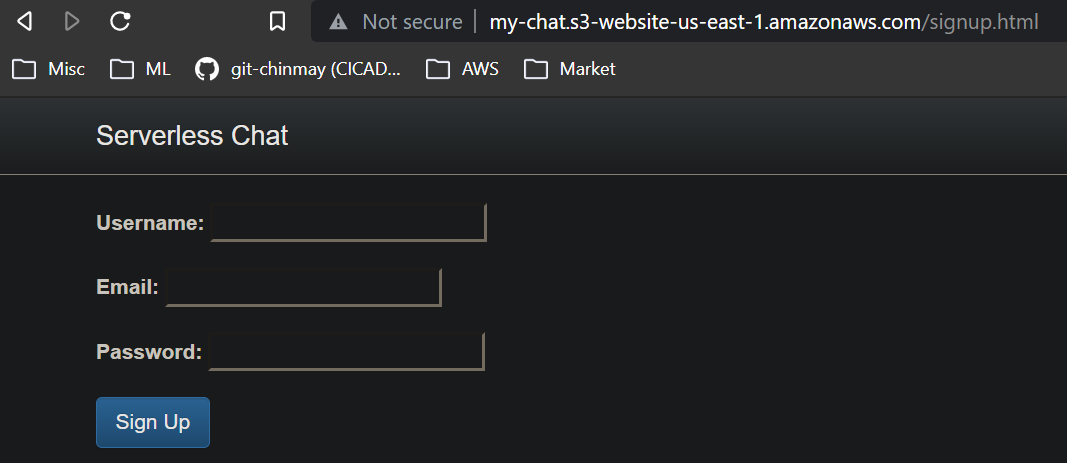 Not secure | my-chat.s3-website-us-east-1.amazonaws.com/signup.html
Misc ML git-chinmay (CICAD... AWS Market
Serverless Chat
Username:
Email:
Password:
Sign Up